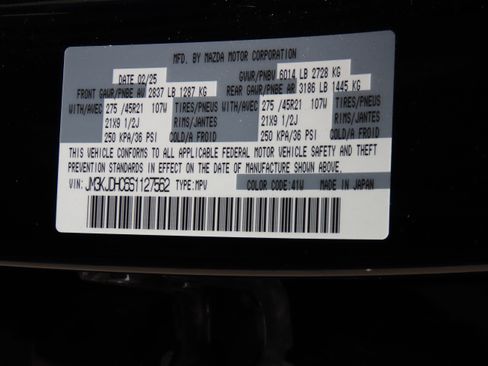 MFD. BY MAZDA MOTOR CORPORATION
DATE 02/25 GVWR/PNBV 6014 LB 2728 KG
FRONT GAWR/PNBE AV 2837 LB 1287 KG REAR GAWR/PNBE AR 3186 LB 1445 KG
WITH/AVEC 275 /45R21 107W TIRES/PNEUS WITH/AVEC 275 /45R21 107W TIRES/PNEUS
21X9 1/2J RIMS/JANTES 21X9 1/2J RIMS/JANTES
250 KPA/36 PSI COLD/A FROID 250 KPA/36 PSI COLD/A FROID
THIS VEHICLE CONFORMS TO ALL APPLICABLE FEDERAL MOTOR VEHICLE SAFETY AND THEFT
PREVENTION STANDARDS IN EFFECT ON THE DATE OF MANUFACTURE SHOWN ABOVE.
VIN: JM3KJDHC6S1127562 TYPE: MPV COLOR CODE: 41W MADE IN JAPAN